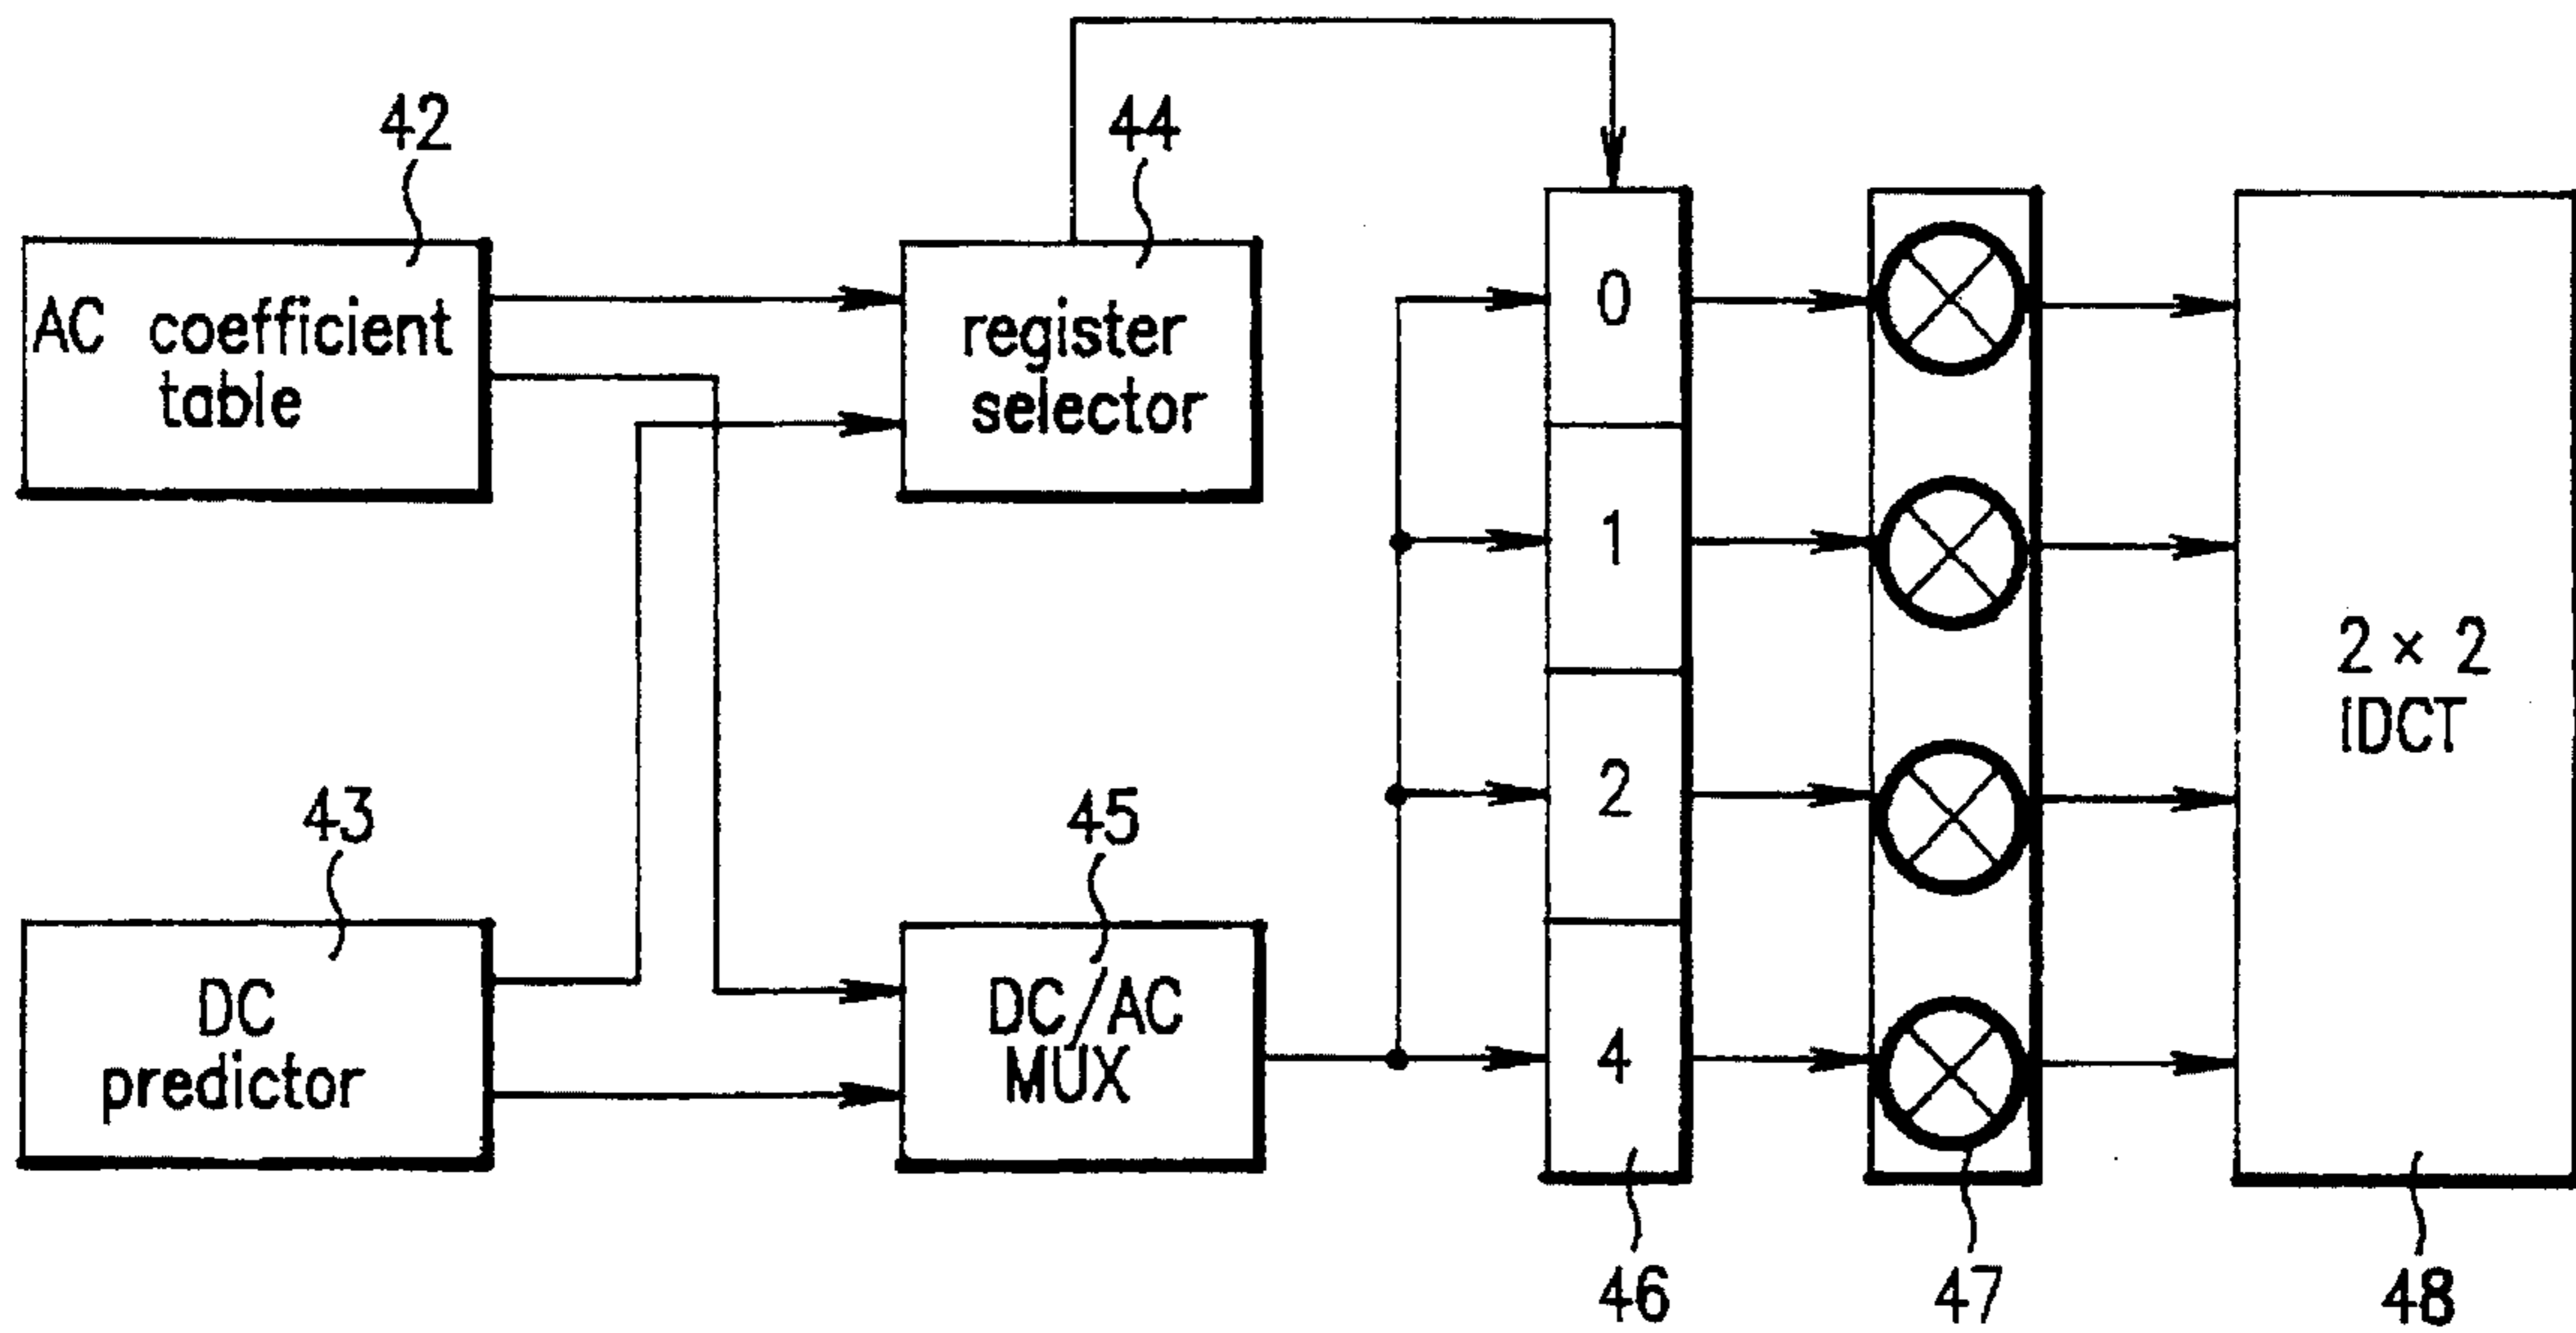 42
44
AC coefficient
table
register
selector
43
45
DC
predictor
DC/AC
MUX
0
1
2
4
2 × 2
IDCT
46
47
48